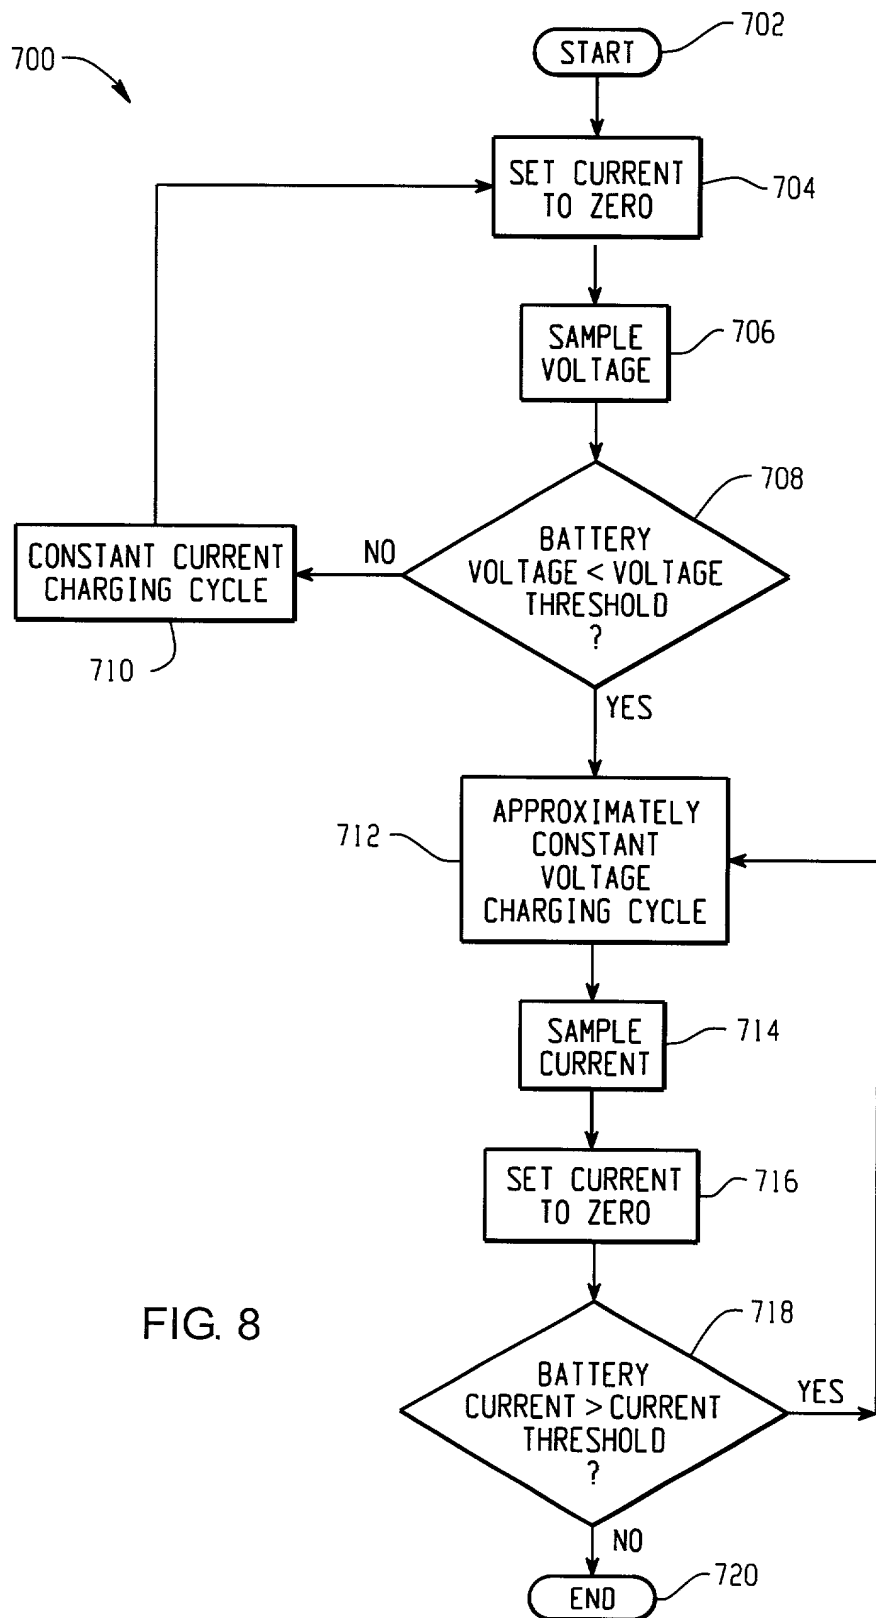 700
START
702
SET CURRENT
TO ZERO
704
SAMPLE
VOLTAGE
706
BATTERY
VOLTAGE < VOLTAGE
THRESHOLD
?
708
NO
CONSTANT CURRENT
CHARGING CYCLE
710
YES
APPROXIMATELY
CONSTANT
VOLTAGE
CHARGING CYCLE
712
SAMPLE
CURRENT
714
SET CURRENT
TO ZERO
716
BATTERY
CURRENT > CURRENT
THRESHOLD
?
718
YES
NO
END
720
FIG. 8